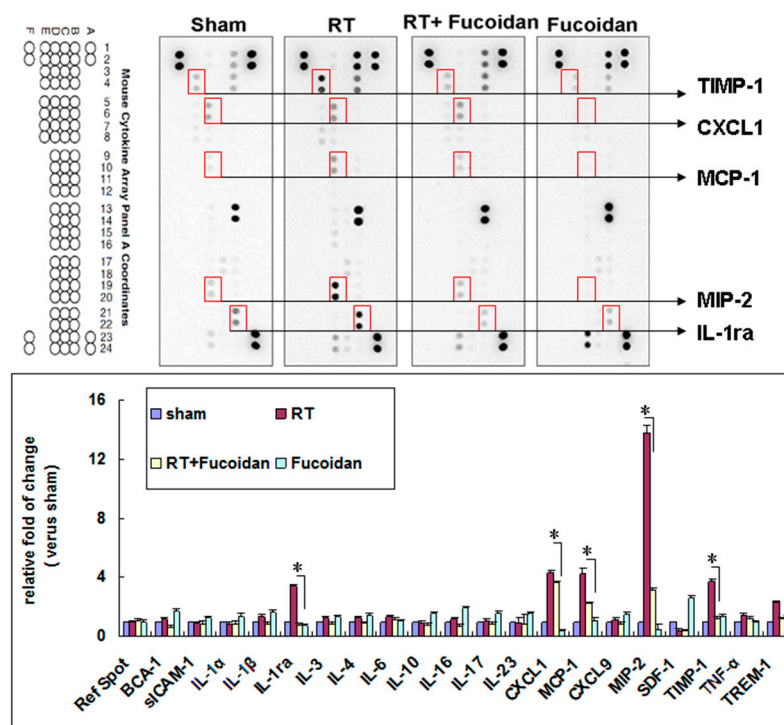 Sham RT RT+ Fucoidan Fucoidan
F E D C B A
1
2
3
4
5
6
7
8
9
10
11
12
13
14
15
16
17
18
19
20
21
22
23
24
Mouse Cytokine Array Panel A Coordinates
TIMP-1
CXCL1
MCP-1
MIP-2
IL-1ra
relative fold of change
( verus sham)
16
12
8
4
0
sham RT
RT+Fucoidan Fucoidan
* * * * *
Ref Spot
BCA-1
sICAM-1
IL-1α
IL-1β
IL-1ra
IL-3
IL-4
IL-6
IL-10
IL-16
IL-17
IL-23
CXCL1
MCP-1
CXCL9
MIP-2
SDF-1
TIMP-1
TNF-α
TREM-1